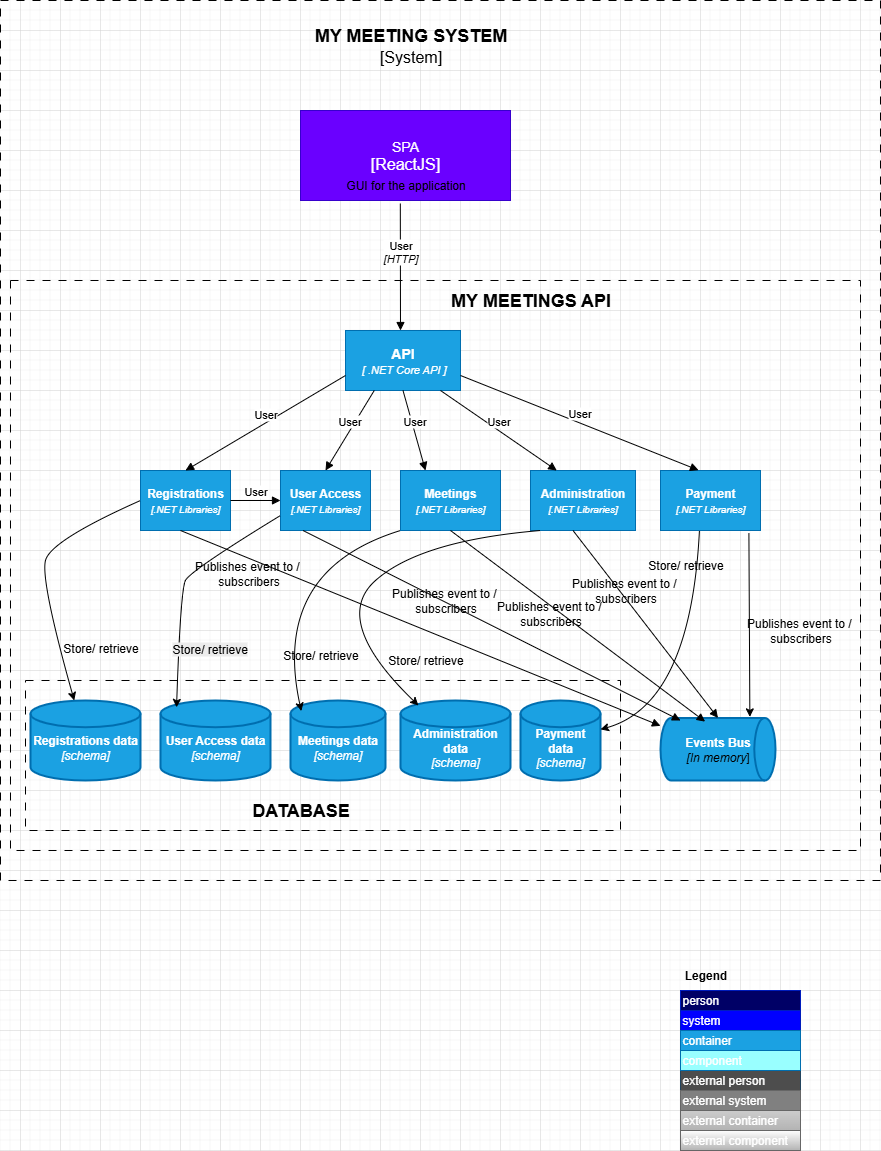 MY MEETING SYSTEM
[System]
SPA
[ReactJS]
GUI for the application
User
[HTTP]
MY MEETINGS API
API
[ .NET Core API ]
User
User
User
User
User
Registrations
[.NET Libraries]
User
User Access
[.NET Libraries]
Meetings
[.NET Libraries]
Administration
[.NET Libraries]
Payment
[.NET Libraries]
Publishes event to /
subscribers
Publishes event to /
subscribers
Publishes event to /
subscribers
Publishes event to /
subscribers
Store/ retrieve
Publishes event to /
subscribers
Store/ retrieve
Store/ retrieve
Store/ retrieve
Store/ retrieve
Registrations data
[schema]
User Access data
[schema]
Meetings data
[schema]
Administration
data
[schema]
Payment
data
[schema]
Events Bus
[In memory]
DATABASE
Legend
person
system
container
component
external person
external system
external container
external component